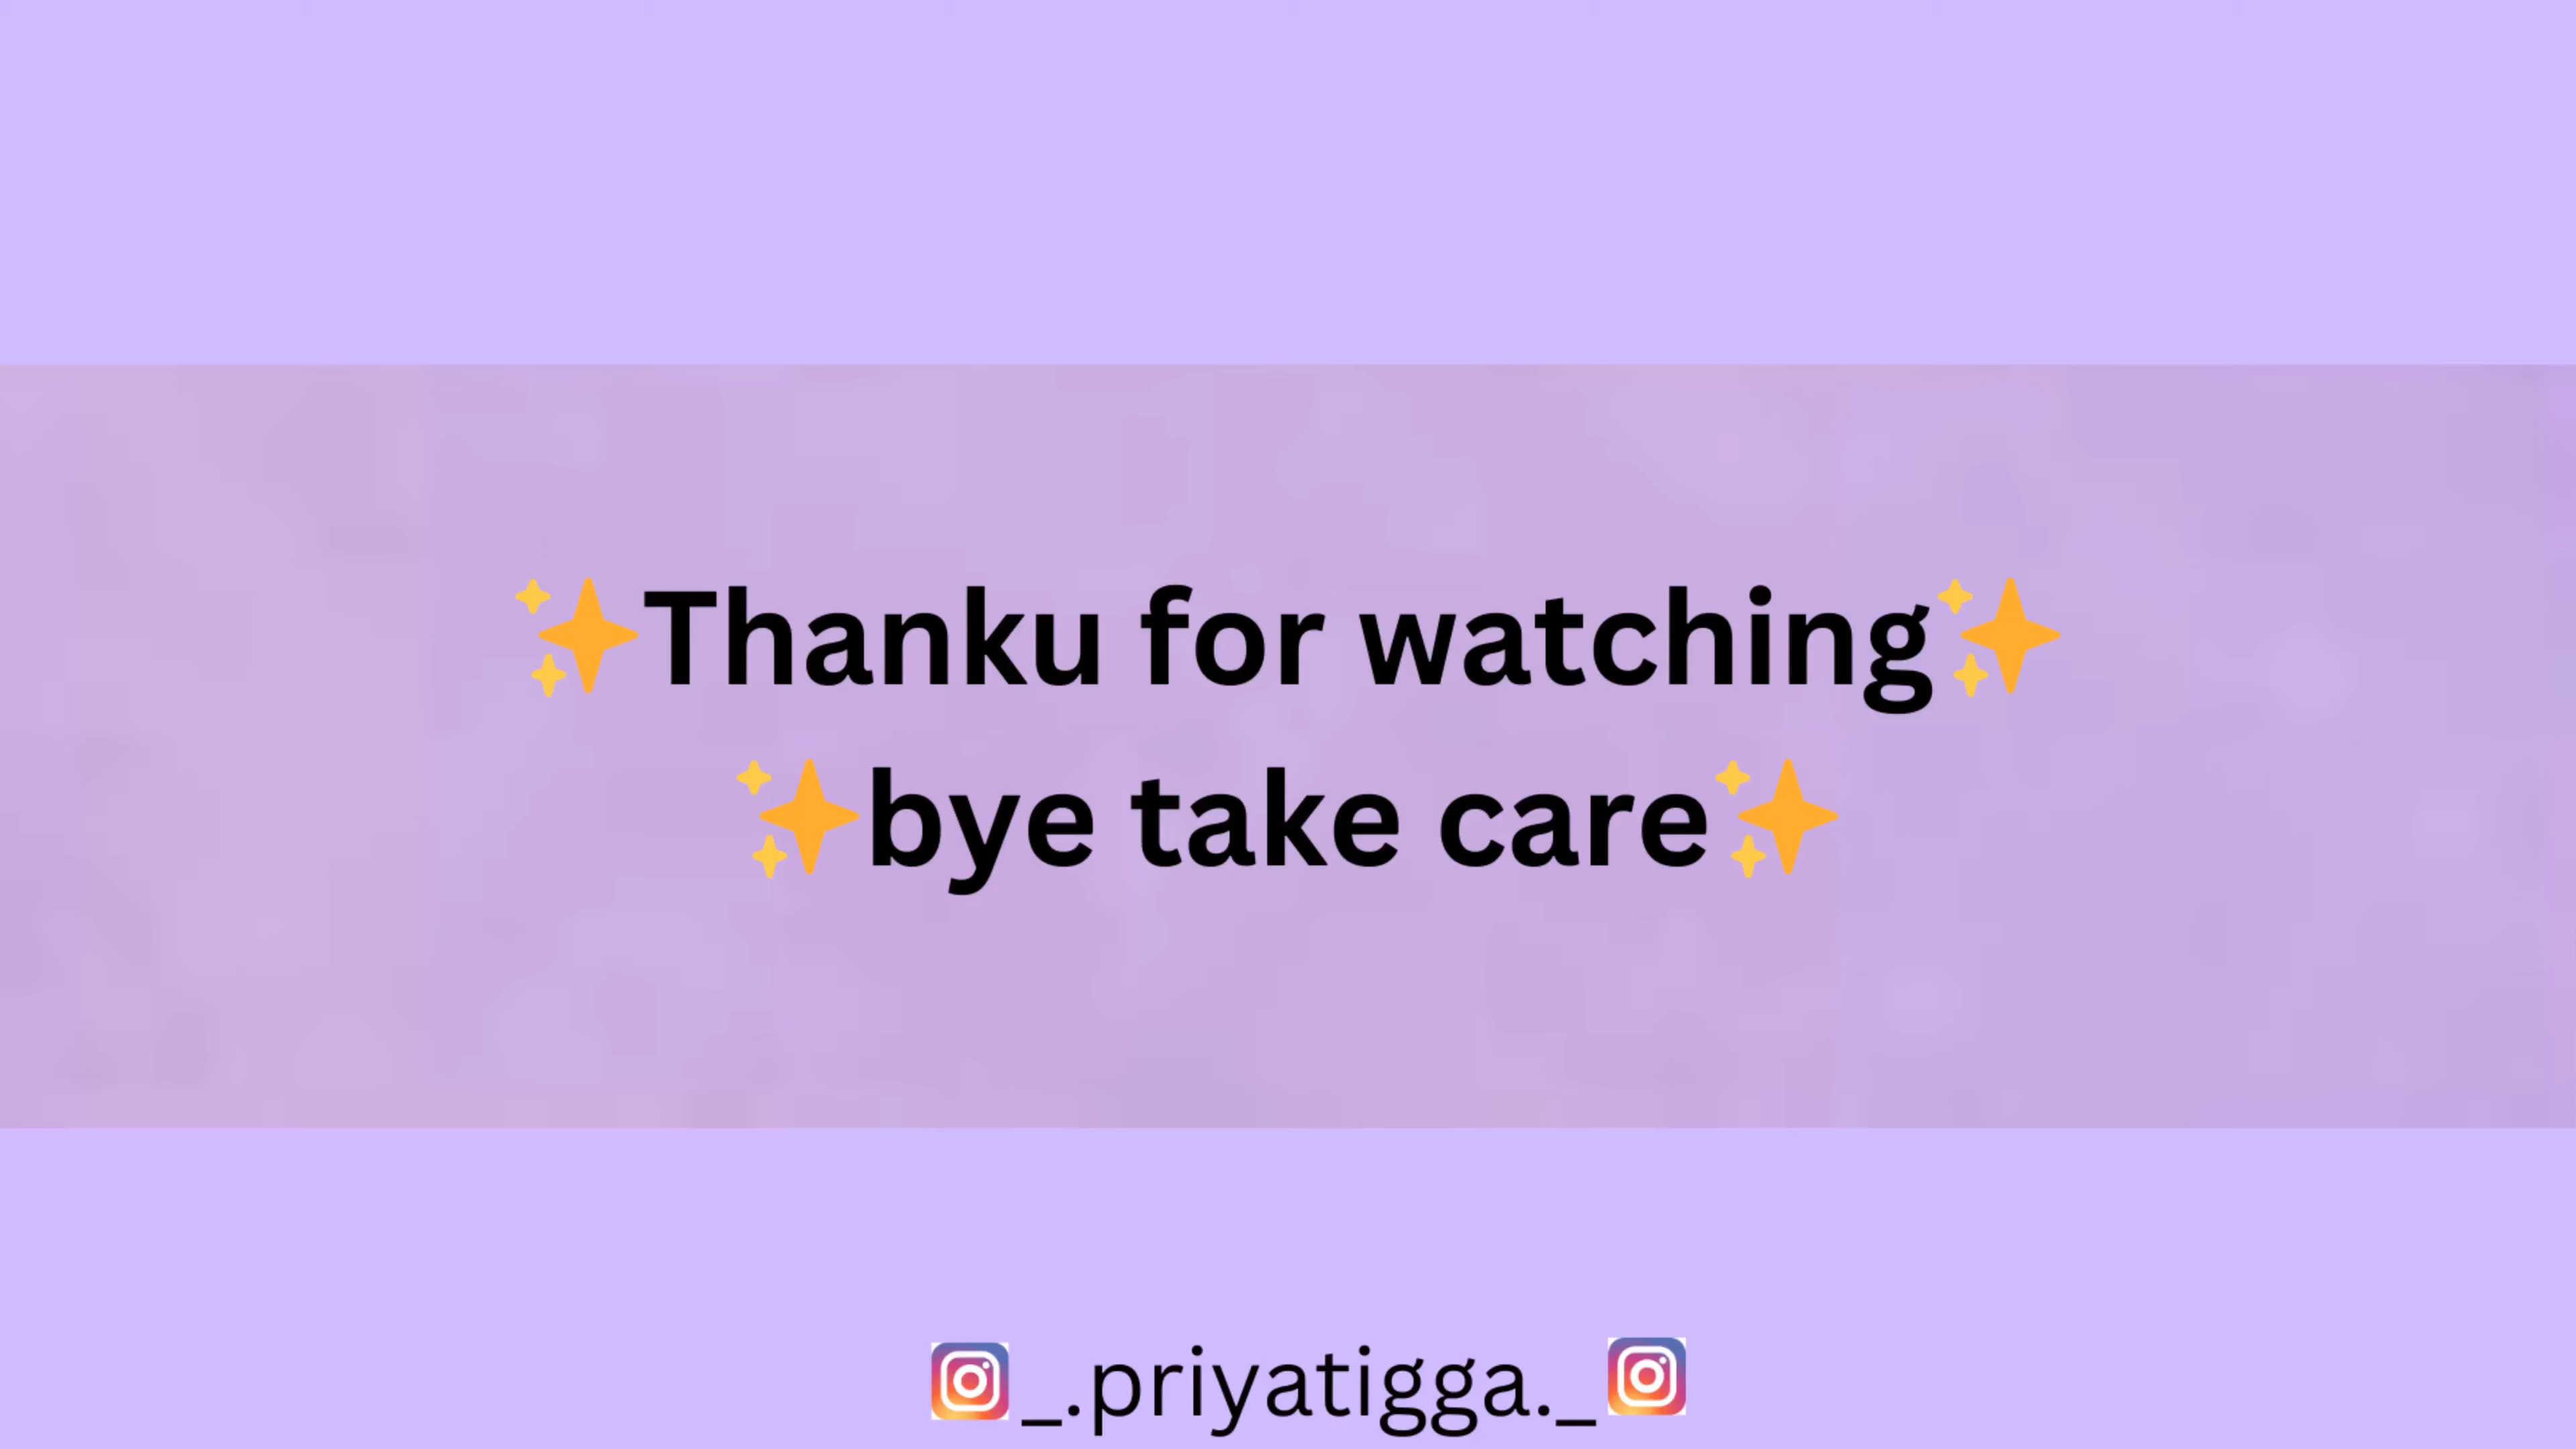 ✨Thanku for watching✨
✨bye take care✨
_.priyatigga._